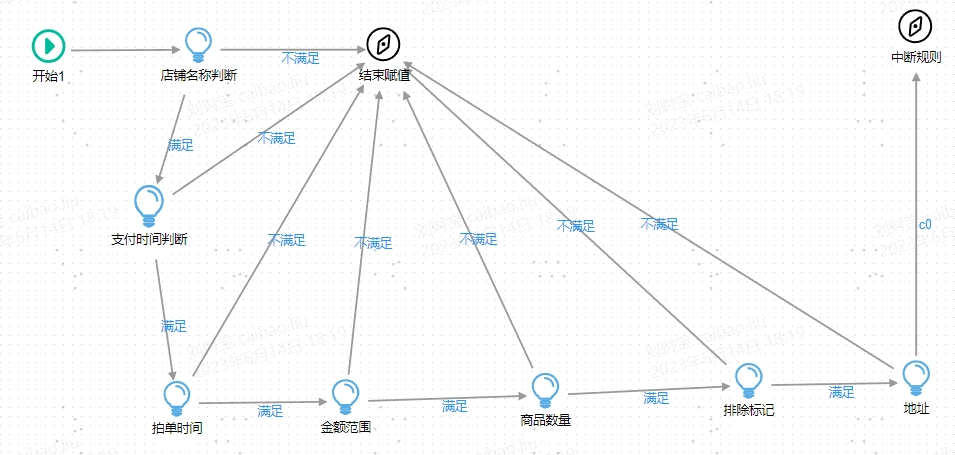 开始1
店铺名称判断
不满足
结束赋值
中断规则
满足
不满足
支付时间判断
不满足
不满足
不满足
不满足
不满足
c0
满足
拍单时间
满足
金额范围
满足
商品数量
满足
排除标记
满足
地址